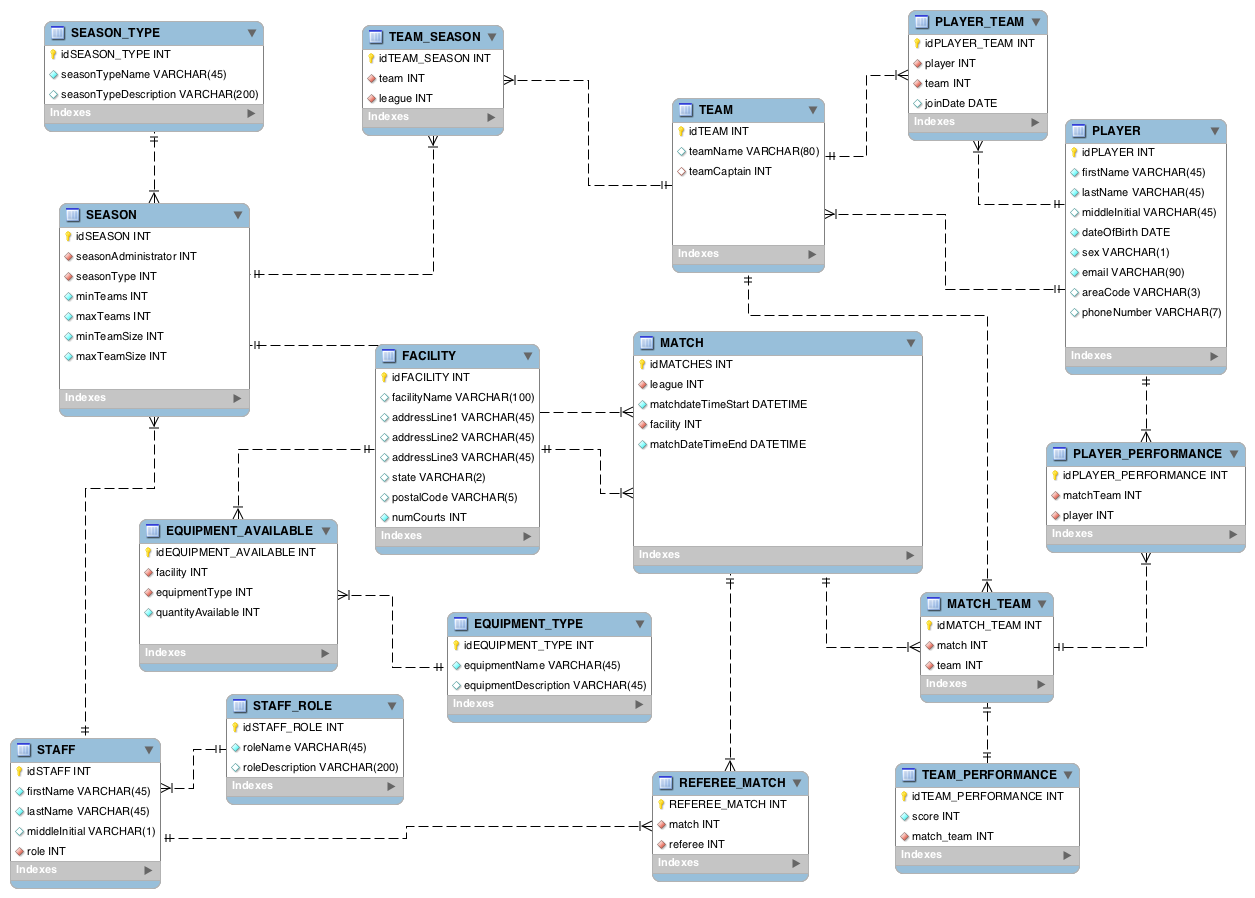 SEASON_TYPE
idSEASON_TYPE INT
seasonTypeName VARCHAR(45)
seasonTypeDescription VARCHAR(200)
Indexes
TEAM_SEASON
idTEAM_SEASON INT
team INT
league INT
Indexes
TEAM
idTEAM INT
teamName VARCHAR(80)
teamCaptain INT
Indexes
PLAYER_TEAM
idPLAYER_TEAM INT
player INT
team INT
joinDate DATE
Indexes
PLAYER
idPLAYER INT
firstName VARCHAR(45)
lastName VARCHAR(45)
middleInitial VARCHAR(45)
dateOfBirth DATE
sex VARCHAR(1)
email VARCHAR(90)
areaCode VARCHAR(3)
phoneNumber VARCHAR(7)
Indexes
SEASON
idSEASON INT
seasonAdministrator INT
seasonType INT
minTeams INT
maxTeams INT
minTeamSize INT
maxTeamSize INT
Indexes
FACILITY
idFACILITY INT
facilityName VARCHAR(100)
addressLine1 VARCHAR(45)
addressLine2 VARCHAR(45)
addressLine3 VARCHAR(45)
state VARCHAR(2)
postalCode VARCHAR(5)
numCourts INT
Indexes
MATCH
idMATCHES INT
league INT
matchdateTimeStart DATETIME
facility INT
matchDateTimeEnd DATETIME
Indexes
PLAYER_PERFORMANCE
idPLAYER_PERFORMANCE INT
matchTeam INT
player INT
Indexes
EQUIPMENT_AVAILABLE
idEQUIPMENT_AVAILABLE INT
facility INT
equipmentType INT
quantityAvailable INT
Indexes
EQUIPMENT_TYPE
idEQUIPMENT_TYPE INT
equipmentName VARCHAR(45)
equipmentDescription VARCHAR(45)
Indexes
MATCH_TEAM
idMATCH_TEAM INT
match INT
team INT
Indexes
STAFF_ROLE
idSTAFF_ROLE INT
roleName VARCHAR(45)
roleDescription VARCHAR(200)
Indexes
STAFF
idSTAFF INT
firstName VARCHAR(45)
lastName VARCHAR(45)
middleInitial VARCHAR(1)
role INT
Indexes
REFEREE_MATCH
REFEREE_MATCH INT
match INT
referee INT
Indexes
TEAM_PERFORMANCE
idTEAM_PERFORMANCE INT
score INT
match_team INT
Indexes